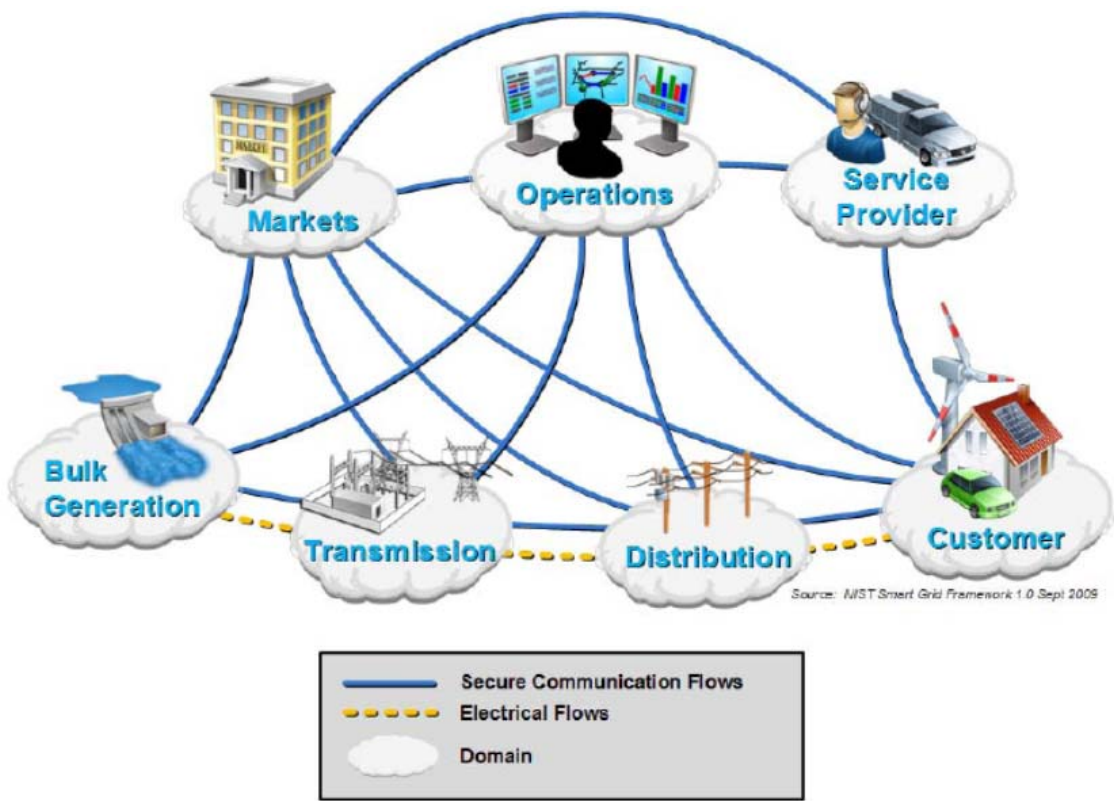 MARKET
Operations
Service
Provider
Markets
Bulk
Generation
Transmission
Distribution
Customer
Source: NIST Smart Grid Framework 1.0 Sept 2009
Secure Communication Flows
Electrical Flows
Domain